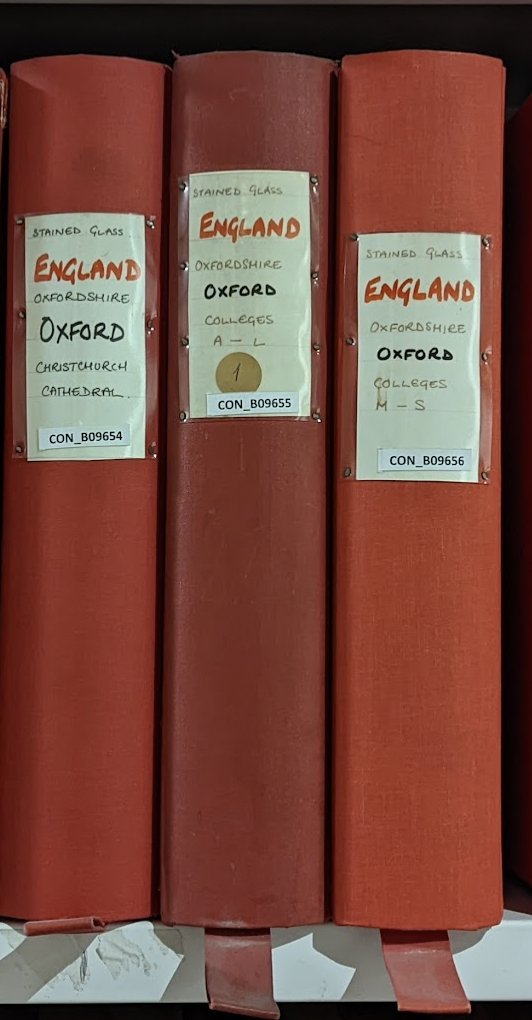 STAINED GLASS.
ENGLAND
OXFORDSHIRE
OXFORD
CHRISTCHURCH
CATHEDRAL.
CON_B09654
STAINED GLASS
ENGLAND
OXFORDSHIRE
OXFORD
COLLEGES
A - L
1
CON_B09655
STAINED GLASS
ENGLAND
OXFORDSHIRE
OXFORD
COLLEGES
M - S
CON_B09656